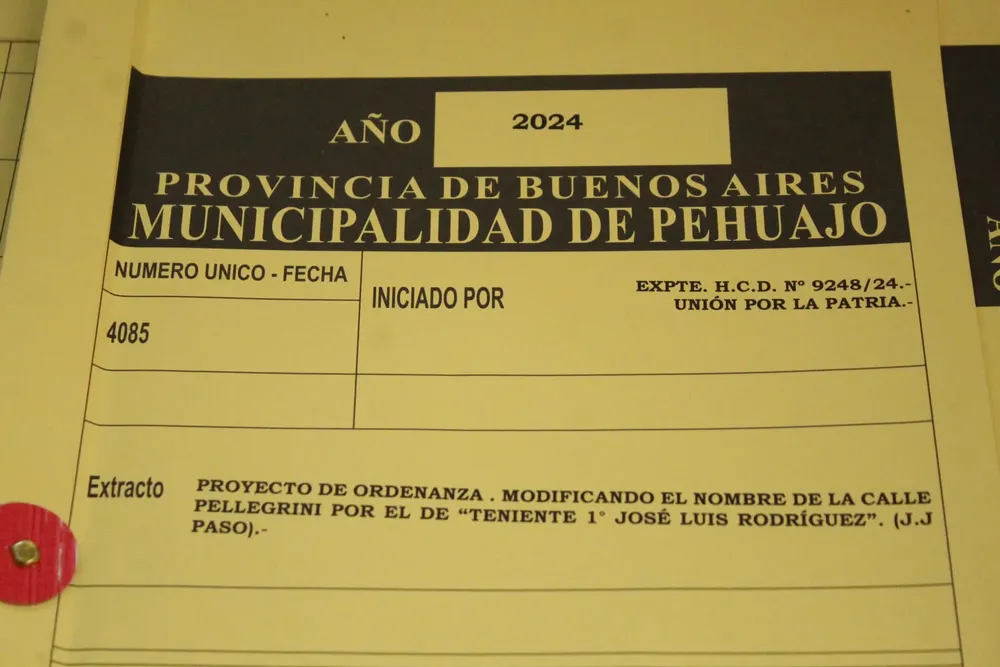 AÑO 2024
PROVINCIA DE BUENOS AIRES
MUNICIPALIDAD DE PEHUAJO
NUMERO UNICO - FECHA
4085
INICIADO POR
EXPTE. H.C.D. Nº 9248/24.-
UNIÓN POR LA PATRIA.-
Extracto
PROYECTO DE ORDENANZA . MODIFICANDO EL NOMBRE DE LA CALLE
PELLEGRINI POR EL DE “TENIENTE 1° JOSÉ LUIS RODRÍGUEZ”. (J.J
PASO).-
AÑO